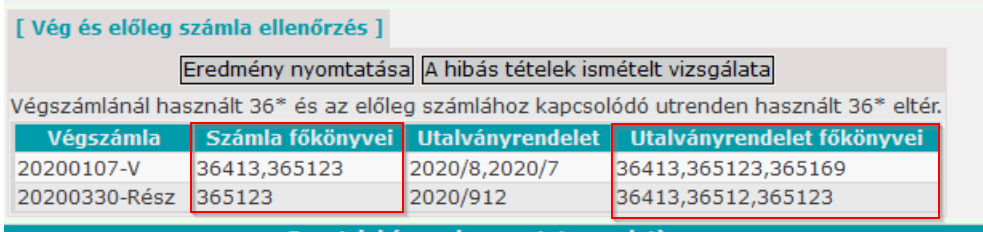 [ Vég és előleg számla ellenőrzés ]
Eredmény nyomtatása A hibás tételek ismételt vizsgálata
Végszámlánál használt 36* és az előleg számlához kapcsolódó utrenden használt 36* eltér.
Végszámla Számla főkönyvei Utalványrendelet Utalványrendelet főkönyvei
20200107-V 36413,365123 2020/8,2020/7 36413,365123,365169
20200330-Rész 365123 2020/912 36413,36512,365123